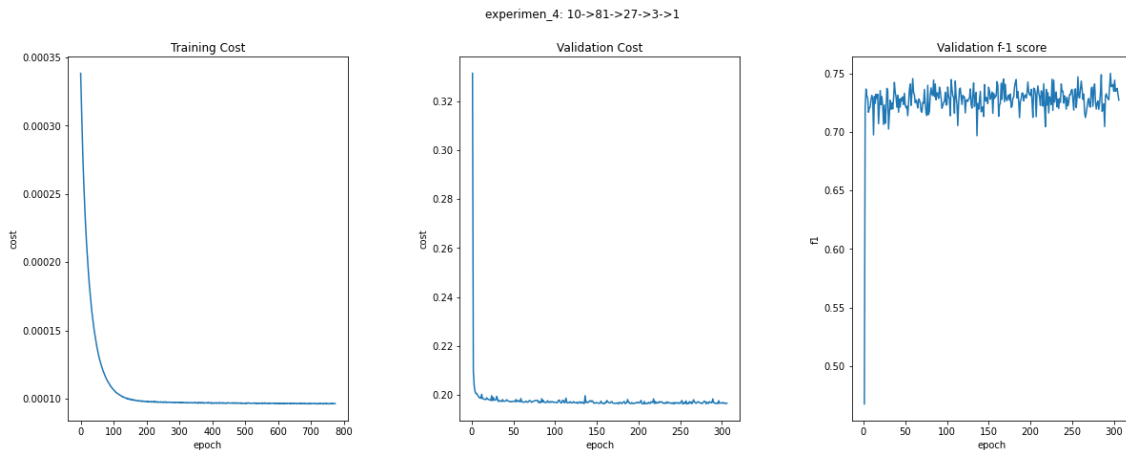 experimen_4: 10->81->27->3->1
Training Cost
0.00035
0.00030
0.00025
0.00020
0.00015
0.00010
cost
0 100 200 300 400 500 600 700 800
epoch
Validation Cost
0.32
0.30
0.28
0.26
0.24
0.22
0.20
cost
0 50 100 150 200 250 300
epoch
Validation f-1 score
0.75
0.70
0.65
0.60
0.55
0.50
f1
0 50 100 150 200 250 300
epoch